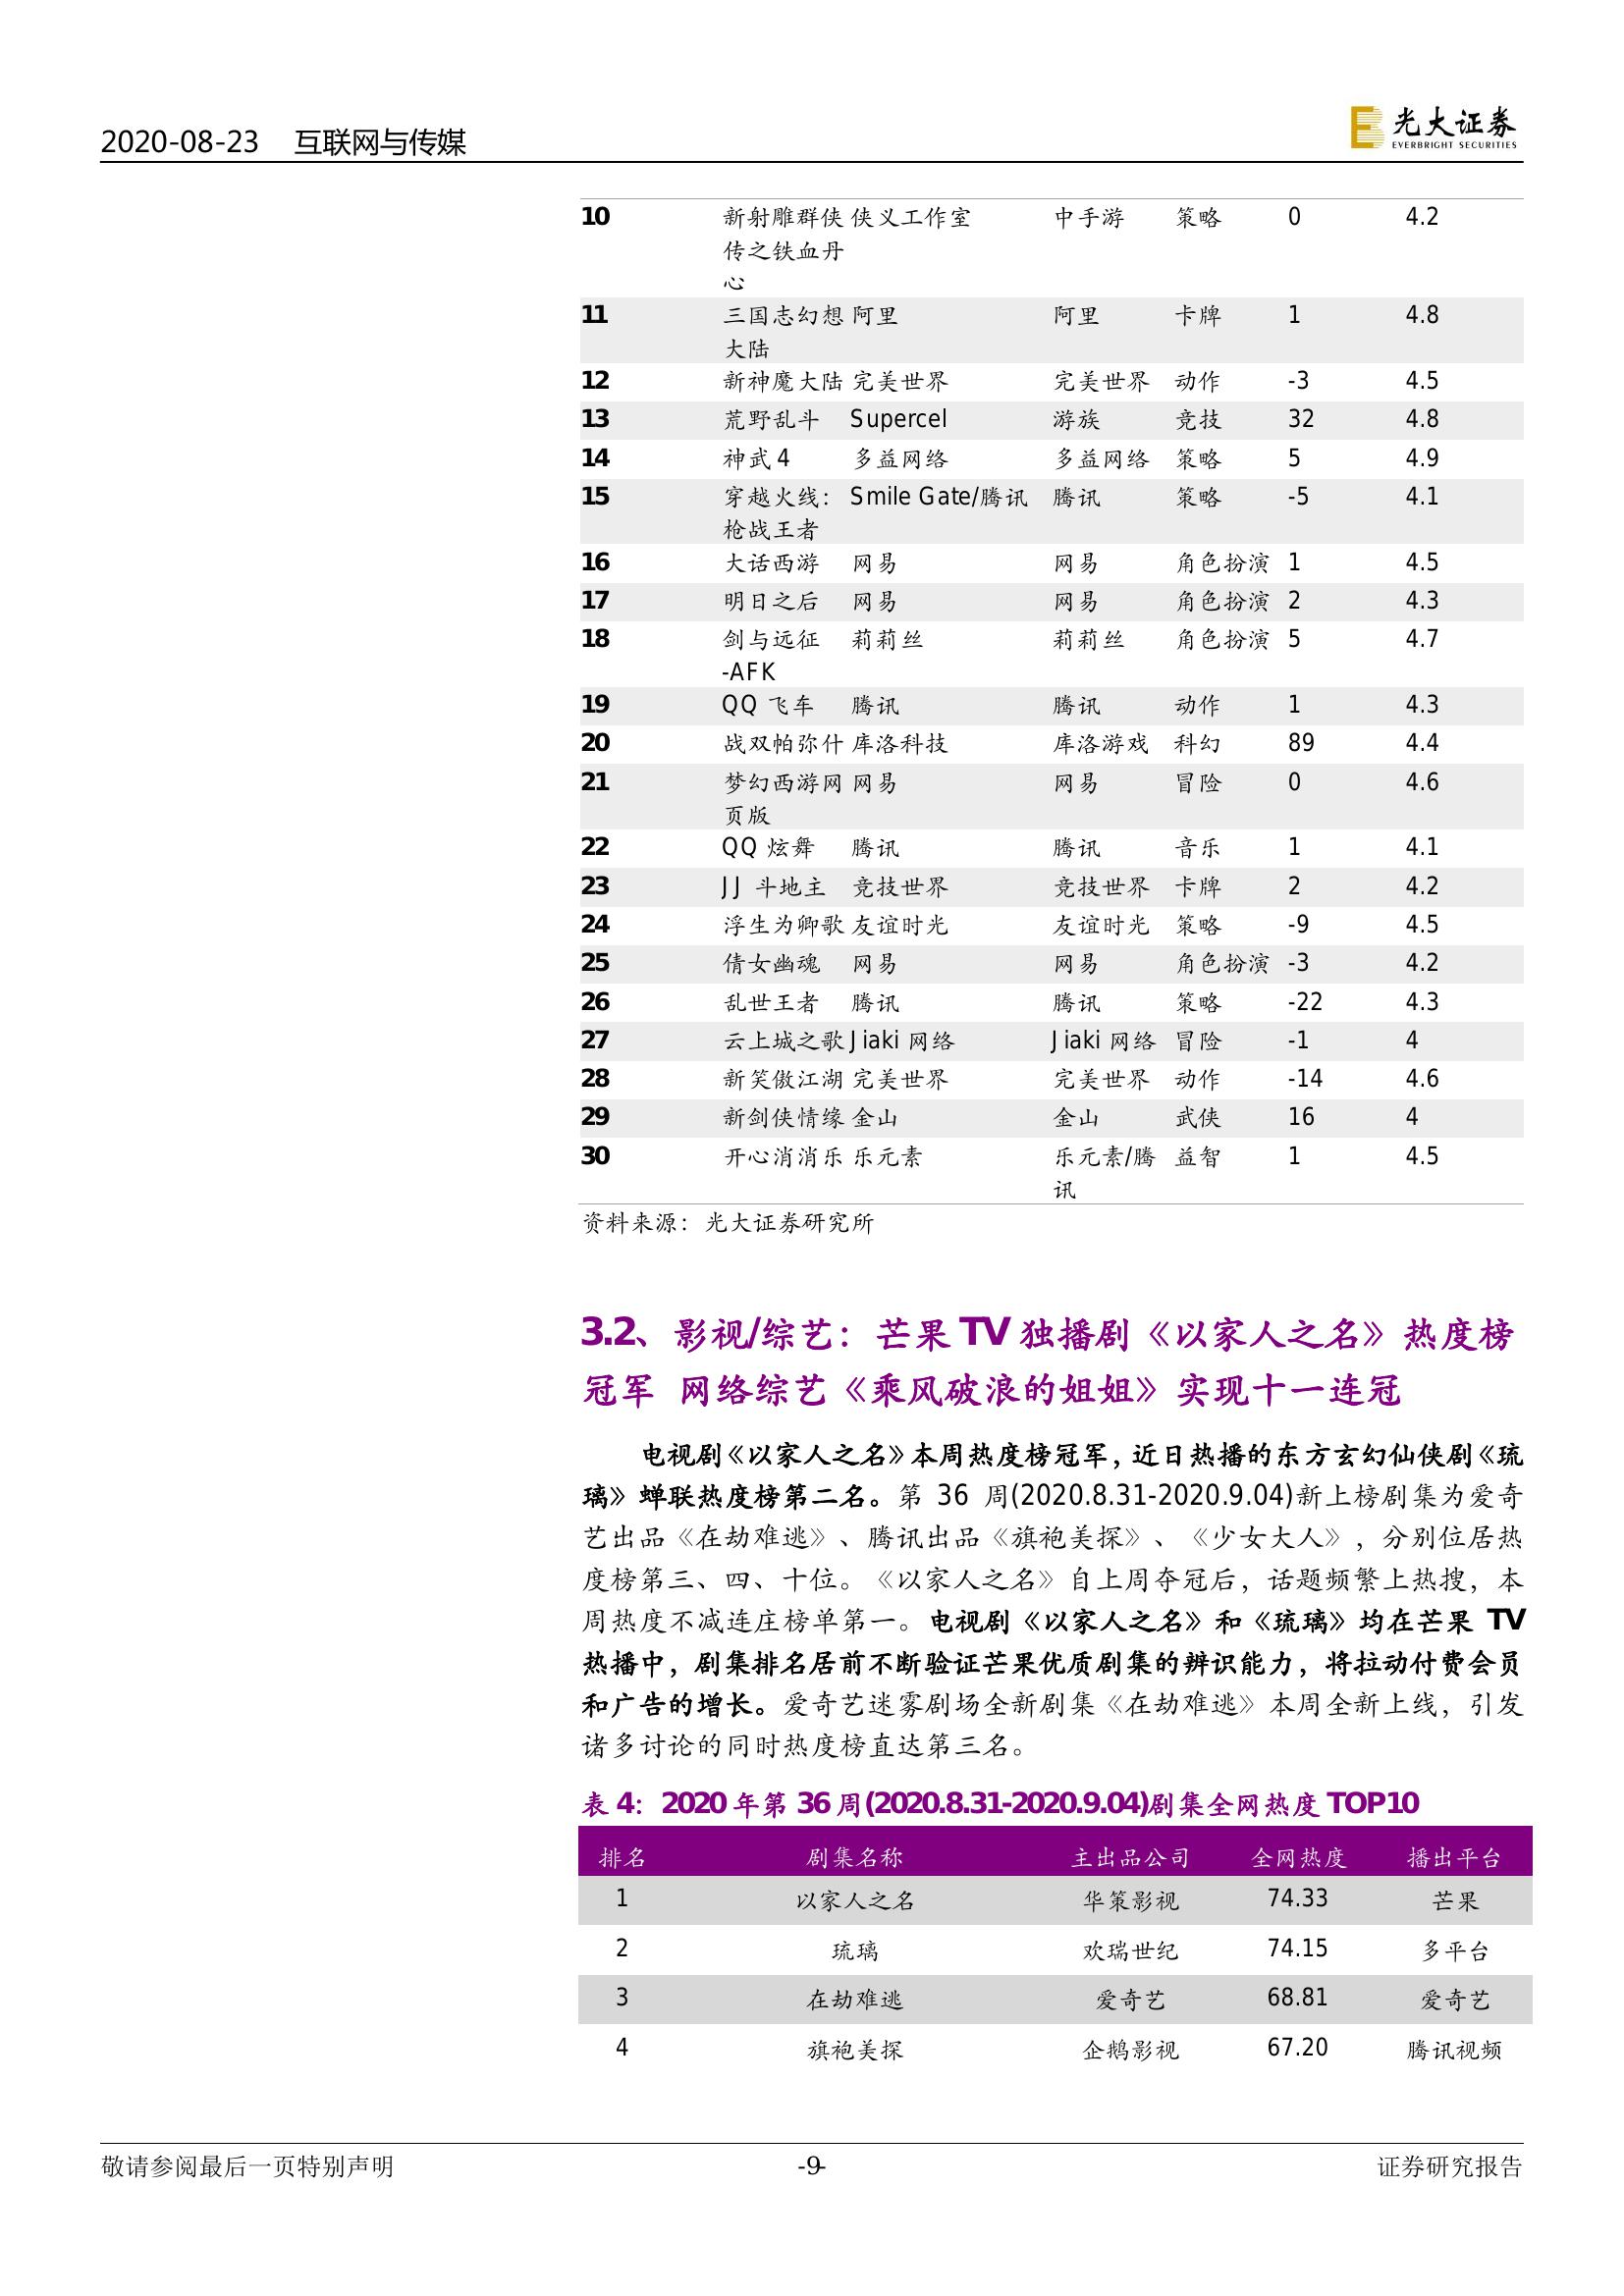 2020-08-23 互联网与传媒
光大证券
EVERBRIGHT SECURITIES
10 新射雕群侠 侠义工作室 中手游 策略 0 4.2
传之铁血丹
心
11 三国志幻想 阿里 阿里 卡牌 1 4.8
大陆
12 新神魔大陆 完美世界 完美世界 动作 -3 4.5
13 荒野乱斗 Supercel 游族 竞技 32 4.8
14 神武 4 多益网络 多益网络 策略 5 4.9
15 穿越火线： Smile Gate/腾讯 腾讯 策略 -5 4.1
枪战王者
16 大话西游 网易 网易 角色扮演 1 4.5
17 明日之后 网易 网易 角色扮演 2 4.3
18 剑与远征 莉莉丝 莉莉丝 角色扮演 5 4.7
-AFK
19 QQ 飞车 腾讯 腾讯 动作 1 4.3
20 战双帕弥什 库洛科技 库洛游戏 科幻 89 4.4
21 梦幻西游网 网易 网易 冒险 0 4.6
页版
22 QQ 炫舞 腾讯 腾讯 音乐 1 4.1
23 JJ 斗地主 竞技世界 竞技世界 卡牌 2 4.2
24 浮生为卿歌 友谊时光 友谊时光 策略 -9 4.5
25 倩女幽魂 网易 网易 角色扮演 -3 4.2
26 乱世王者 腾讯 腾讯 策略 -22 4.3
27 云上城之歌 Jiaki 网络 Jiaki 网络 冒险 -1 4
28 新笑傲江湖 完美世界 完美世界 动作 -14 4.6
29 新剑侠情缘 金山 金山 武侠 16 4
30 开心消消乐 乐元素 乐元素/腾 益智 1 4.5
讯
资料来源：光大证券研究所
3.2、影视/综艺：芒果 TV 独播剧《以家人之名》热度榜
冠军 网络综艺《乘风破浪的姐姐》实现十一连冠
电视剧《以家人之名》本周热度榜冠军，近日热播的东方玄幻仙侠剧《琉
璃》蝉联热度榜第二名。第 36 周(2020.8.31-2020.9.04)新上榜剧集为爱奇
艺出品《在劫难逃》、腾讯出品《旗袍美探》、《少女大人》，分别位居热
度榜第三、四、十位。《以家人之名》自上周夺冠后，话题频繁上热搜，本
周热度不减连庄榜单第一。电视剧《以家人之名》和《琉璃》均在芒果 TV
热播中，剧集排名居前不断验证芒果优质剧集的辨识能力，将拉动付费会员
和广告的增长。爱奇艺迷雾剧场全新剧集《在劫难逃》本周全新上线，引发
诸多讨论的同时热度榜直达第三名。
表 4：2020 年第 36 周(2020.8.31-2020.9.04)剧集全网热度 TOP10
排名 剧集名称 主出品公司 全网热度 播出平台
1 以家人之名 华策影视 74.33 芒果
2 琉璃 欢瑞世纪 74.15 多平台
3 在劫难逃 爱奇艺 68.81 爱奇艺
4 旗袍美探 企鹅影视 67.20 腾讯视频
敬请参阅最后一页特别声明 -9- 证券研究报告